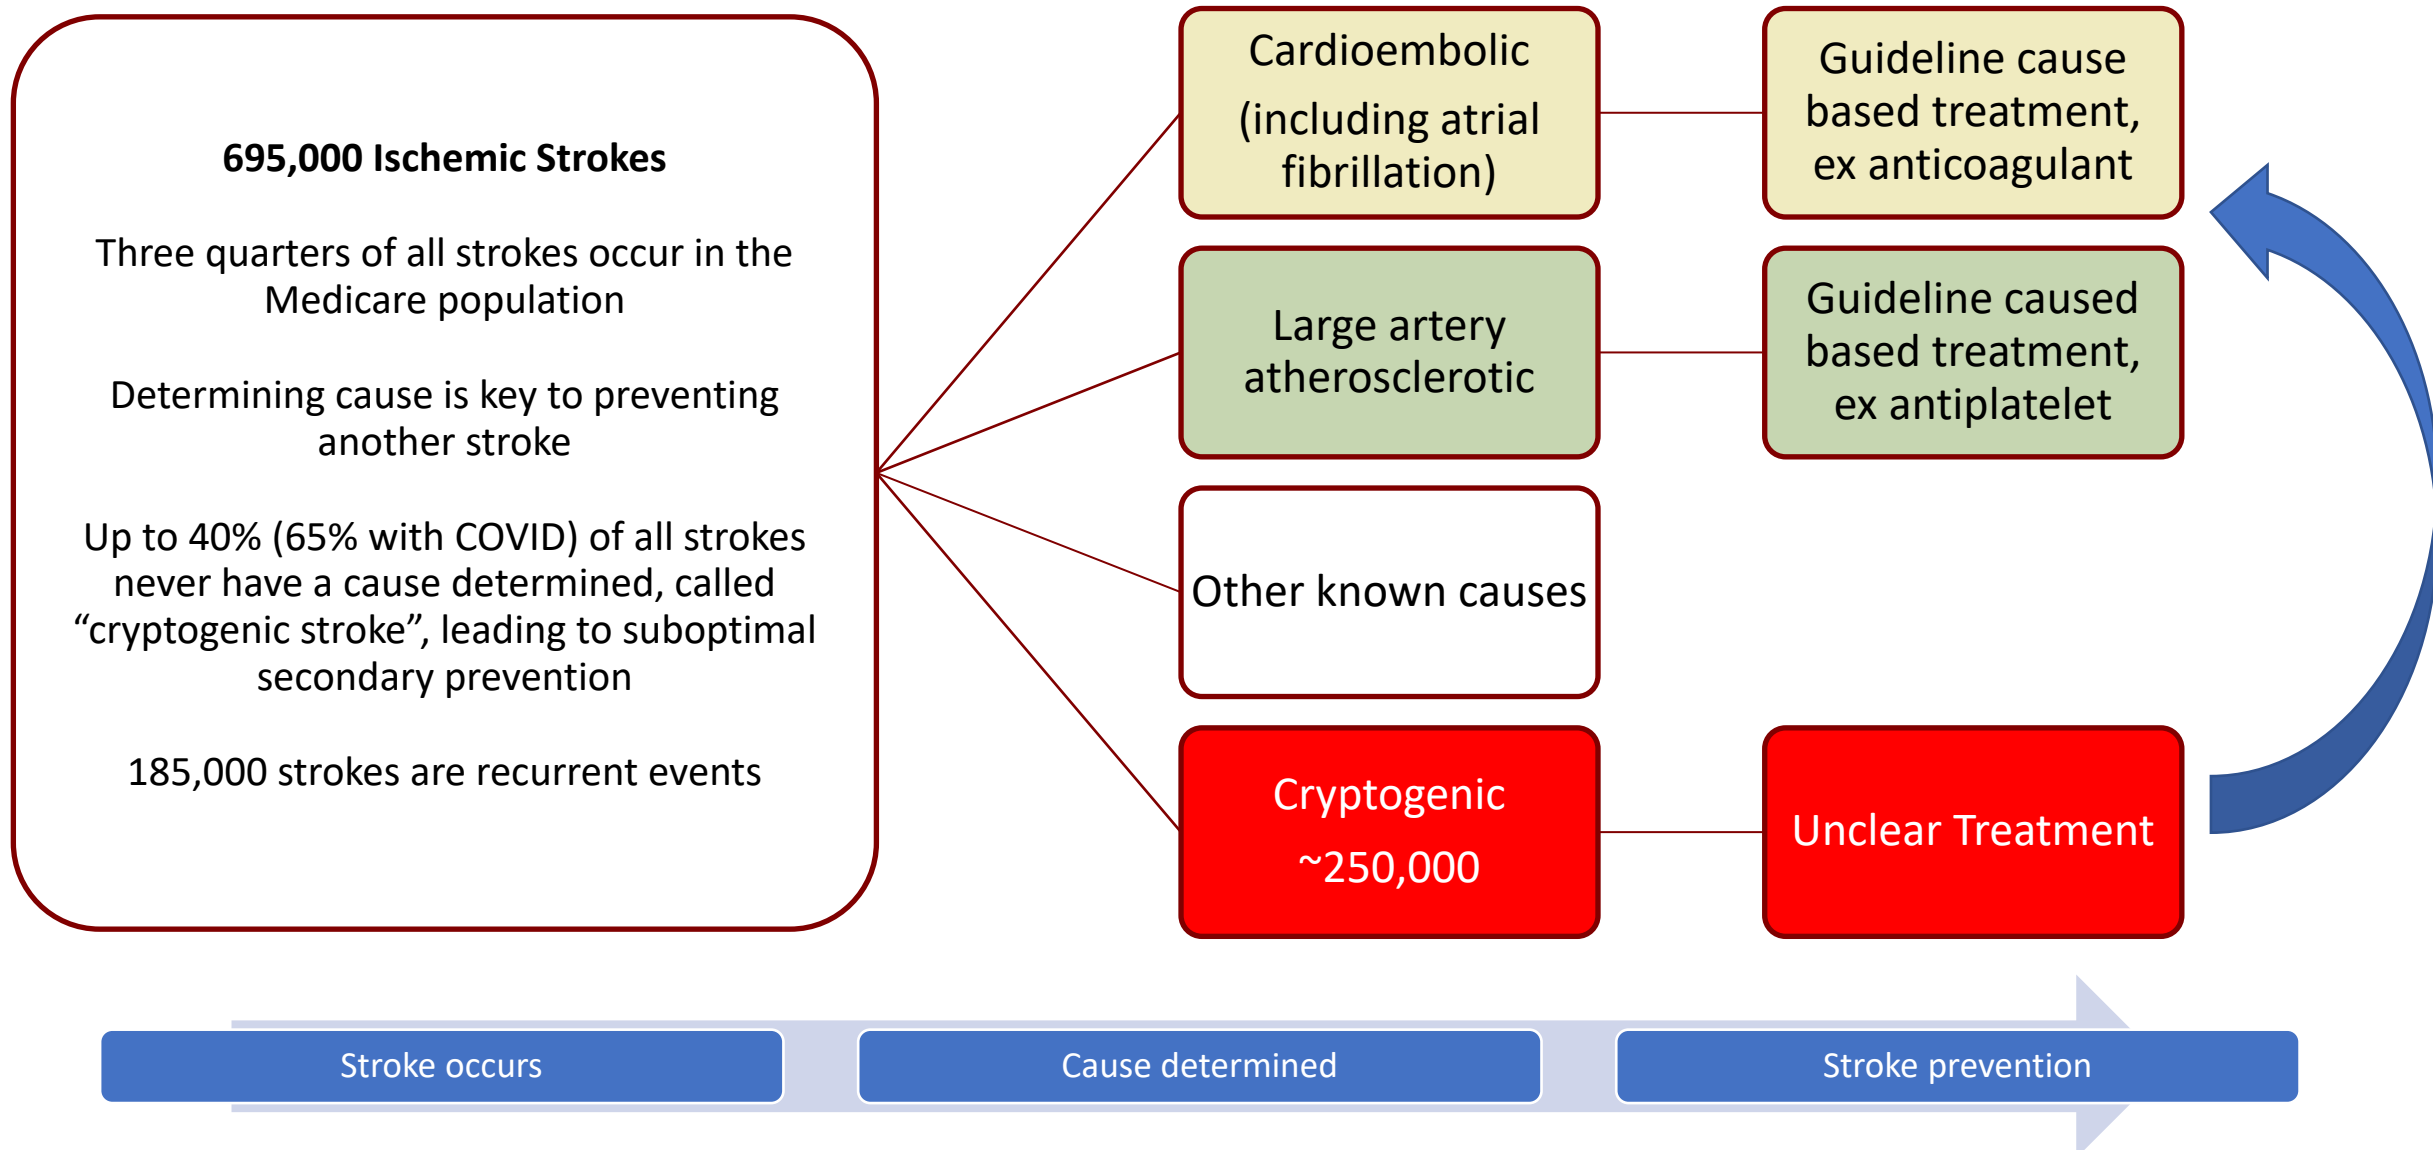 695,000 Ischemic Strokes
Three quarters of all strokes occur in the
Medicare population
Determining cause is key to preventing
another stroke
Up to 40% (65% with COVID) of all strokes
never have a cause determined, called
“cryptogenic stroke”, leading to suboptimal
secondary prevention
185,000 strokes are recurrent events
Cardioembolic
(including atrial
fibrillation)
Guideline cause
based treatment,
ex anticoagulant
Large artery
atherosclerotic
Guideline caused
based treatment,
ex antiplatelet
Other known causes
Cryptogenic
~250,000
Unclear Treatment
Stroke occurs
Cause determined
Stroke prevention